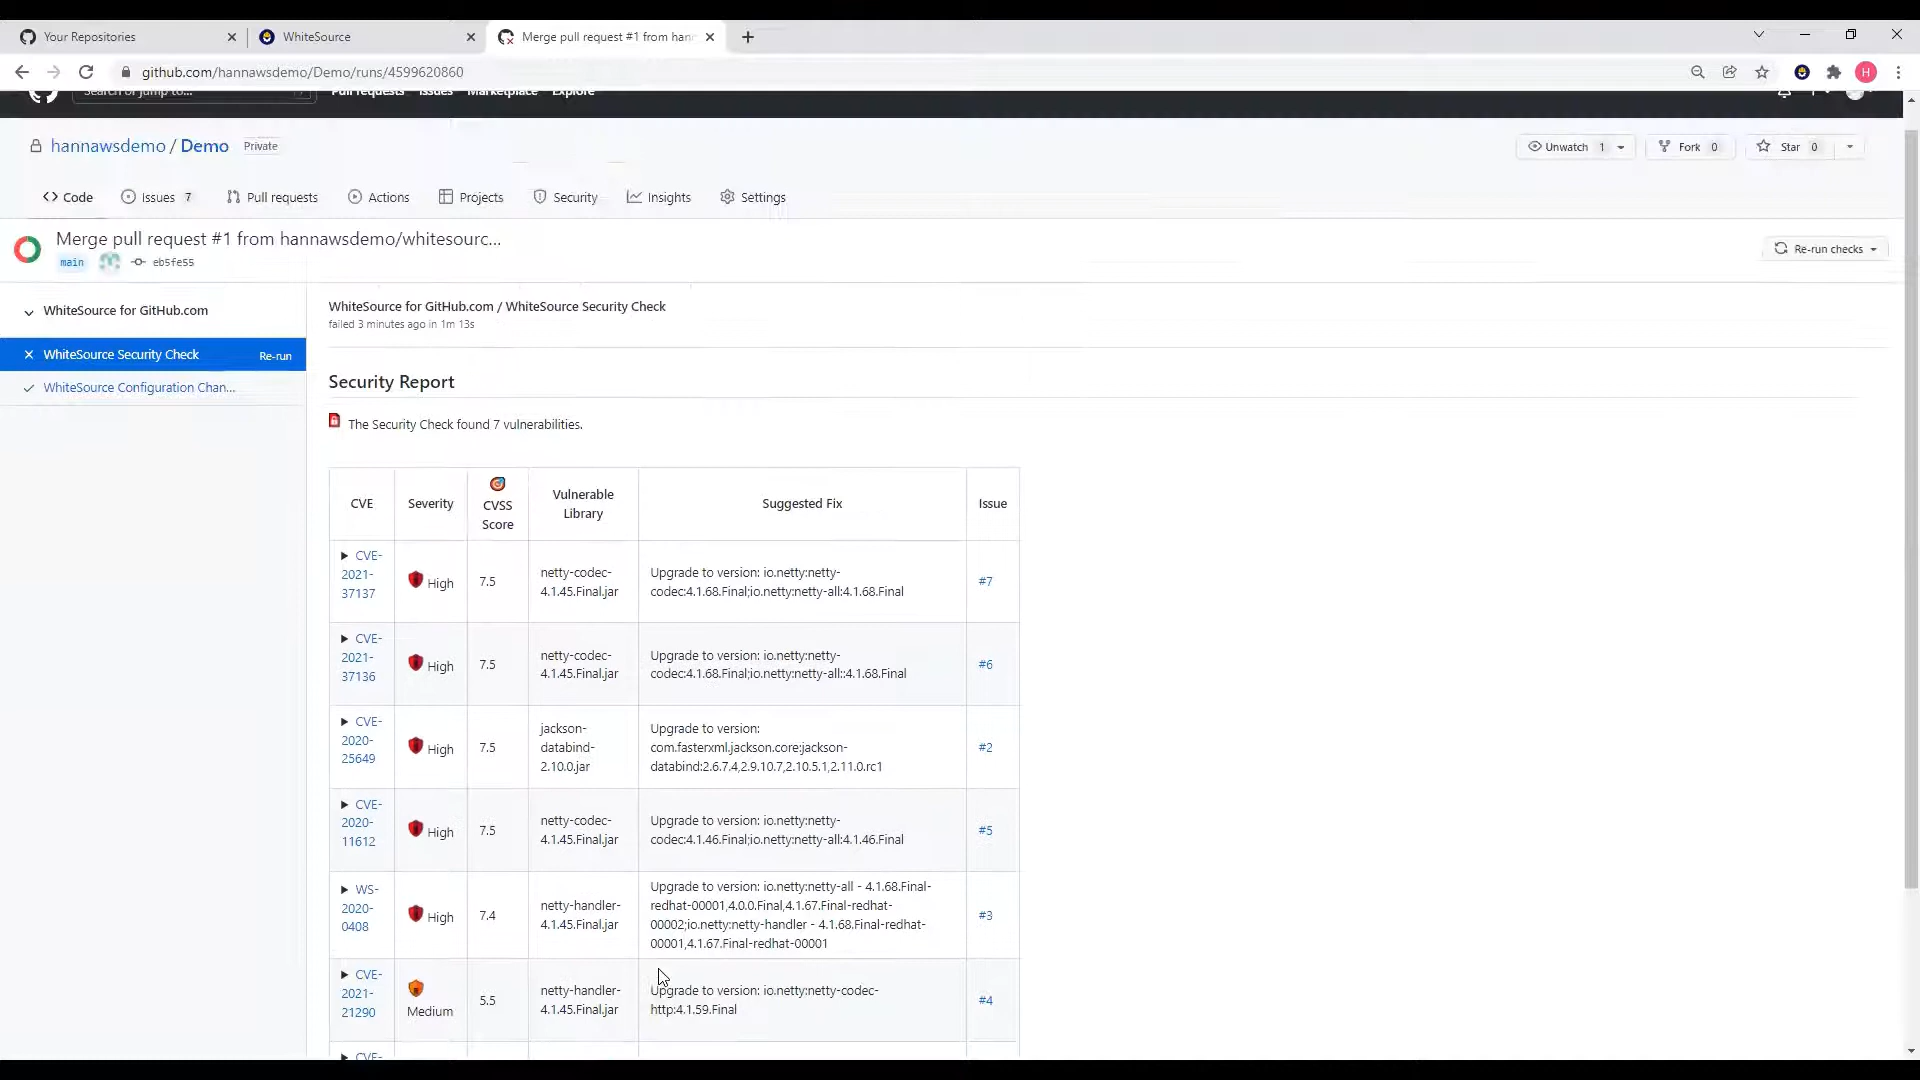 Your Repositories
WhiteSource
Merge pull request #1 from han
github.com/hannawsdemo/Demo/runs/4599620860
H
Search or jump to...
Pull requests Issues Marketplace Explore
hannawsdemo / Demo Private
Unwatch 1
Fork 0
Star 0
<> Code
Issues 7
Pull requests
Actions
Projects
Security
Insights
Settings
Merge pull request #1 from hannawsdemo/whitesourc...
main eb5fe55
Re-run checks
WhiteSource for GitHub.com
WhiteSource Security Check Re-run
WhiteSource Configuration Chan...
WhiteSource for GitHub.com / WhiteSource Security Check
failed 3 minutes ago in 1m 13s
Security Report
The Security Check found 7 vulnerabilities.
CVE
Severity
CVSS
Score
Vulnerable
Library
Suggested Fix
Issue
CVE-
2021-
37137
High
7.5
netty-codec-
4.1.45.Final.jar
Upgrade to version: io.netty:netty-
codec:4.1.68.Final;io.netty:netty-all:4.1.68.Final
#7
CVE-
2021-
37136
High
7.5
netty-codec-
4.1.45.Final.jar
Upgrade to version: io.netty:netty-
codec:4.1.68.Final;io.netty:netty-all::4.1.68.Final
#6
CVE-
2020-
25649
High
7.5
jackson-
databind-
2.10.0.jar
Upgrade to version:
com.fasterxml.jackson.core:jackson-
databind:2.6.7.4,2.9.10.7,2.10.5.1,2.11.0.rc1
#2
CVE-
2020-
11612
High
7.5
netty-codec-
4.1.45.Final.jar
Upgrade to version: io.netty:netty-
codec:4.1.46.Final;io.netty:netty-all:4.1.46.Final
#5
WS-
2020-
0408
High
7.4
netty-handler-
4.1.45.Final.jar
Upgrade to version: io.netty:netty-all - 4.1.68.Final-
redhat-00001,4.0.0.Final,4.1.67.Final-redhat-
00002;io.netty:netty-handler - 4.1.68.Final-redhat-
00001,4.1.67.Final-redhat-00001
#3
CVE-
2021-
21290
Medium
5.5
netty-handler-
4.1.45.Final.jar
Upgrade to version: io.netty:netty-codec-
http:4.1.59.Final
#4
CVE-